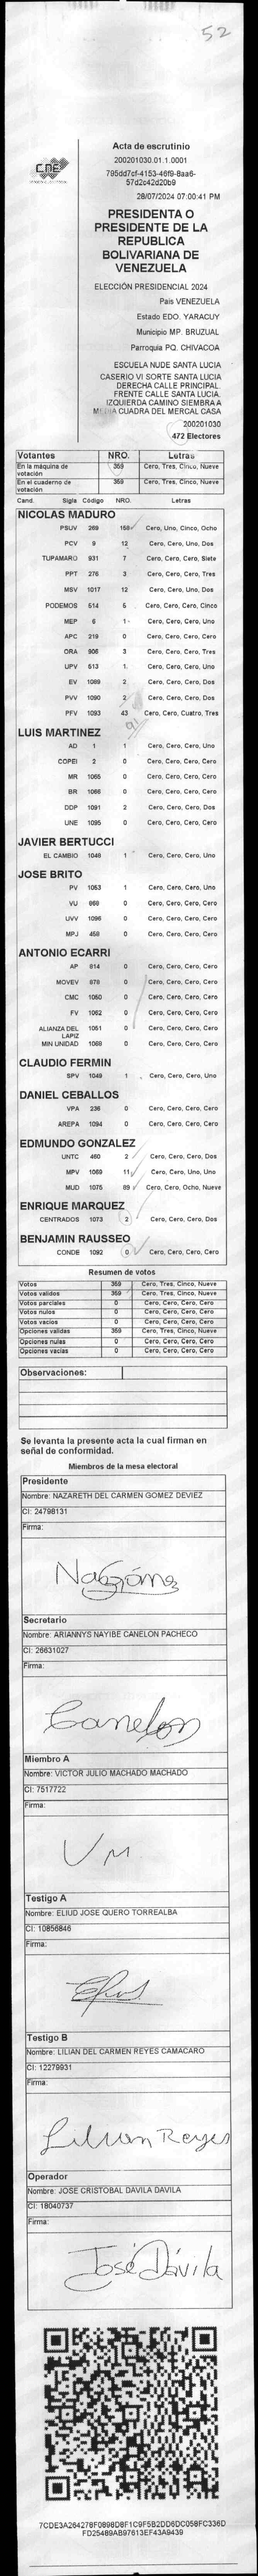 52
CNE
Acta de escrutinio
200201030.01.1.0001
795dd7cf-4153-46f9-8aa6-
57d2c42d20b9
28/07/2024 07:00:41 PM
PRESIDENTA O
PRESIDENTE DE LA
REPUBLICA
BOLIVARIANA DE
VENEZUELA
ELECCIÓN PRESIDENCIAL 2024
Pais VENEZUELA
Estado EDO. YARACUY
Municipio MP. BRUZUAL
Parroquia PQ. CHIVACOA
ESCUELA NUDE SANTA LUCIA
CASERIO VI SORTE SANTA LUCIA
DERECHA CALLE PRINCIPAL.
FRENTE CALLE SANTA LUCIA.
IZQUIERDA CAMINO SIEMBRA A
MEDIA CUADRA DEL MERCAL CASA
200201030
472 Electores
Votantes NRO. Letras
En la máquina de votación 359 Cero, Tres, Cinco, Nueve
En el cuaderno de votación 359 Cero, Tres, Cinco, Nueve
Cand. Sigla Código NRO. Letras
NICOLAS MADURO
PSUV 269 158 Cero, Uno, Cinco, Ocho
PCV 9 12 Cero, Cero, Uno, Dos
TUPAMARO 931 7 Cero, Cero, Cero, Siete
PPT 276 3 Cero, Cero, Cero, Tres
MSV 1017 12 Cero, Cero, Uno, Dos
PODEMOS 514 5 Cero, Cero, Cero, Cinco
MEP 6 1 Cero, Cero, Cero, Uno
APC 219 0 Cero, Cero, Cero, Cero
ORA 906 3 Cero, Cero, Cero, Tres
UPV 613 1 Cero, Cero, Cero, Uno
EV 1089 2 Cero, Cero, Cero, Dos
PVV 1090 2 Cero, Cero, Cero, Dos
PFV 1093 43 Cero, Cero, Cuatro, Tres
91
LUIS MARTINEZ
AD 1 1 Cero, Cero, Cero, Uno
COPEI 2 0 Cero, Cero, Cero, Cero
MR 1065 0 Cero, Cero, Cero, Cero
BR 1066 0 Cero, Cero, Cero, Cero
DDP 1091 2 Cero, Cero, Cero, Dos
UNE 1095 0 Cero, Cero, Cero, Cero
JAVIER BERTUCCI
EL CAMBIO 1048 1 Cero, Cero, Cero, Uno
JOSE BRITO
PV 1053 1 Cero, Cero, Cero, Uno
VU 868 0 Cero, Cero, Cero, Cero
UVV 1096 0 Cero, Cero, Cero, Cero
MPJ 458 0 Cero, Cero, Cero, Cero
ANTONIO ECARRI
AP 814 0 Cero, Cero, Cero, Cero
MOVEV 878 0 Cero, Cero, Cero, Cero
CMC 1050 0 Cero, Cero, Cero, Cero
FV 1052 0 Cero, Cero, Cero, Cero
ALIANZA DEL LAPIZ 1051 0 Cero, Cero, Cero, Cero
MIN UNIDAD 1068 0 Cero, Cero, Cero, Cero
CLAUDIO FERMIN
SPV 1049 1 Cero, Cero, Cero, Uno
DANIEL CEBALLOS
VPA 236 0 Cero, Cero, Cero, Cero
AREPA 1094 0 Cero, Cero, Cero, Cero
EDMUNDO GONZALEZ
UNTC 460 2 Cero, Cero, Cero, Dos
MPV 1069 11 Cero, Cero, Uno, Uno
MUD 1075 89 Cero, Cero, Ocho, Nueve
ENRIQUE MARQUEZ
CENTRADOS 1073 2 Cero, Cero, Cero, Dos
BENJAMIN RAUSSEO
CONDE 1092 0 Cero, Cero, Cero, Cero
Resumen de votos
Votos 359 Cero, Tres, Cinco, Nueve
Votos validos 359 Cero, Tres, Cinco, Nueve
Votos parciales 0 Cero, Cero, Cero, Cero
Votos nulos 0 Cero, Cero, Cero, Cero
Votos vacios 0 Cero, Cero, Cero, Cero
Opciones validas 359 Cero, Tres, Cinco, Nueve
Opciones nulas 0 Cero, Cero, Cero, Cero
Opciones vacias 0 Cero, Cero, Cero, Cero
Observaciones:
Se levanta la presente acta la cual firman en
señal de conformidad.
Miembros de la mesa electoral
Presidente
Nombre: NAZARETH DEL CARMEN GOMEZ DEVIEZ
CI: 24798131
Firma:
NaGóme
Secretario
Nombre: ARIANNYS NAYIBE CANELON PACHECO
CI: 26631027
Firma:
Canelon
Miembro A
Nombre: VICTOR JULIO MACHADO MACHADO
CI: 7517722
Firma:
VM
Testigo A
Nombre: ELIUD JOSE QUERO TORREALBA
CI: 10856846
Firma:
Testigo B
Nombre: LILIAN DEL CARMEN REYES CAMACARO
CI: 12279931
Firma:
Lilian Reyes
Operador
Nombre: JOSE CRISTOBAL DAVILA DAVILA
CI: 18040737
Firma:
José Dávila
7CDE3A264278F0898D8F1C9F5B2DD6DC058FC336D
FD25489AB97613EF43A9439